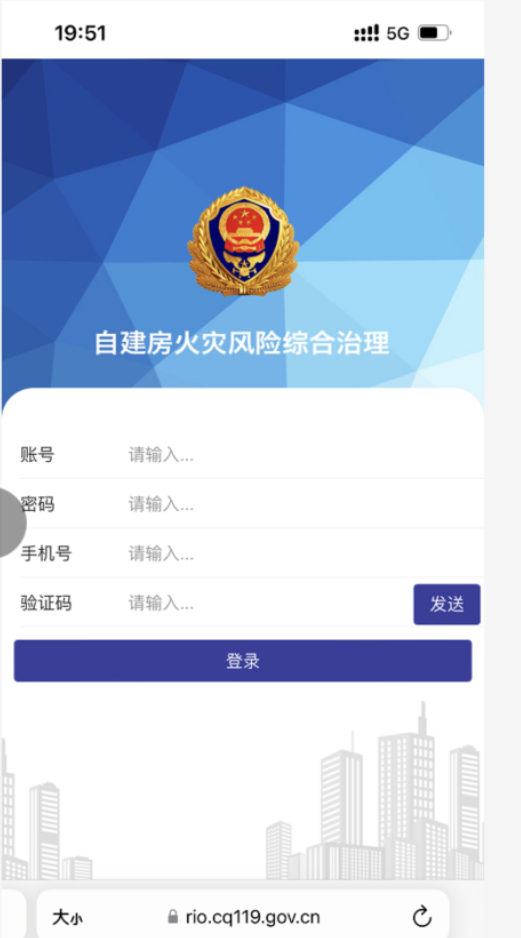 19:51
5G
自建房火灾风险综合治理
账号 请输入...
密码 请输入...
手机号 请输入...
验证码 请输入... 发送
登录
大小 rio.cq119.gov.cn